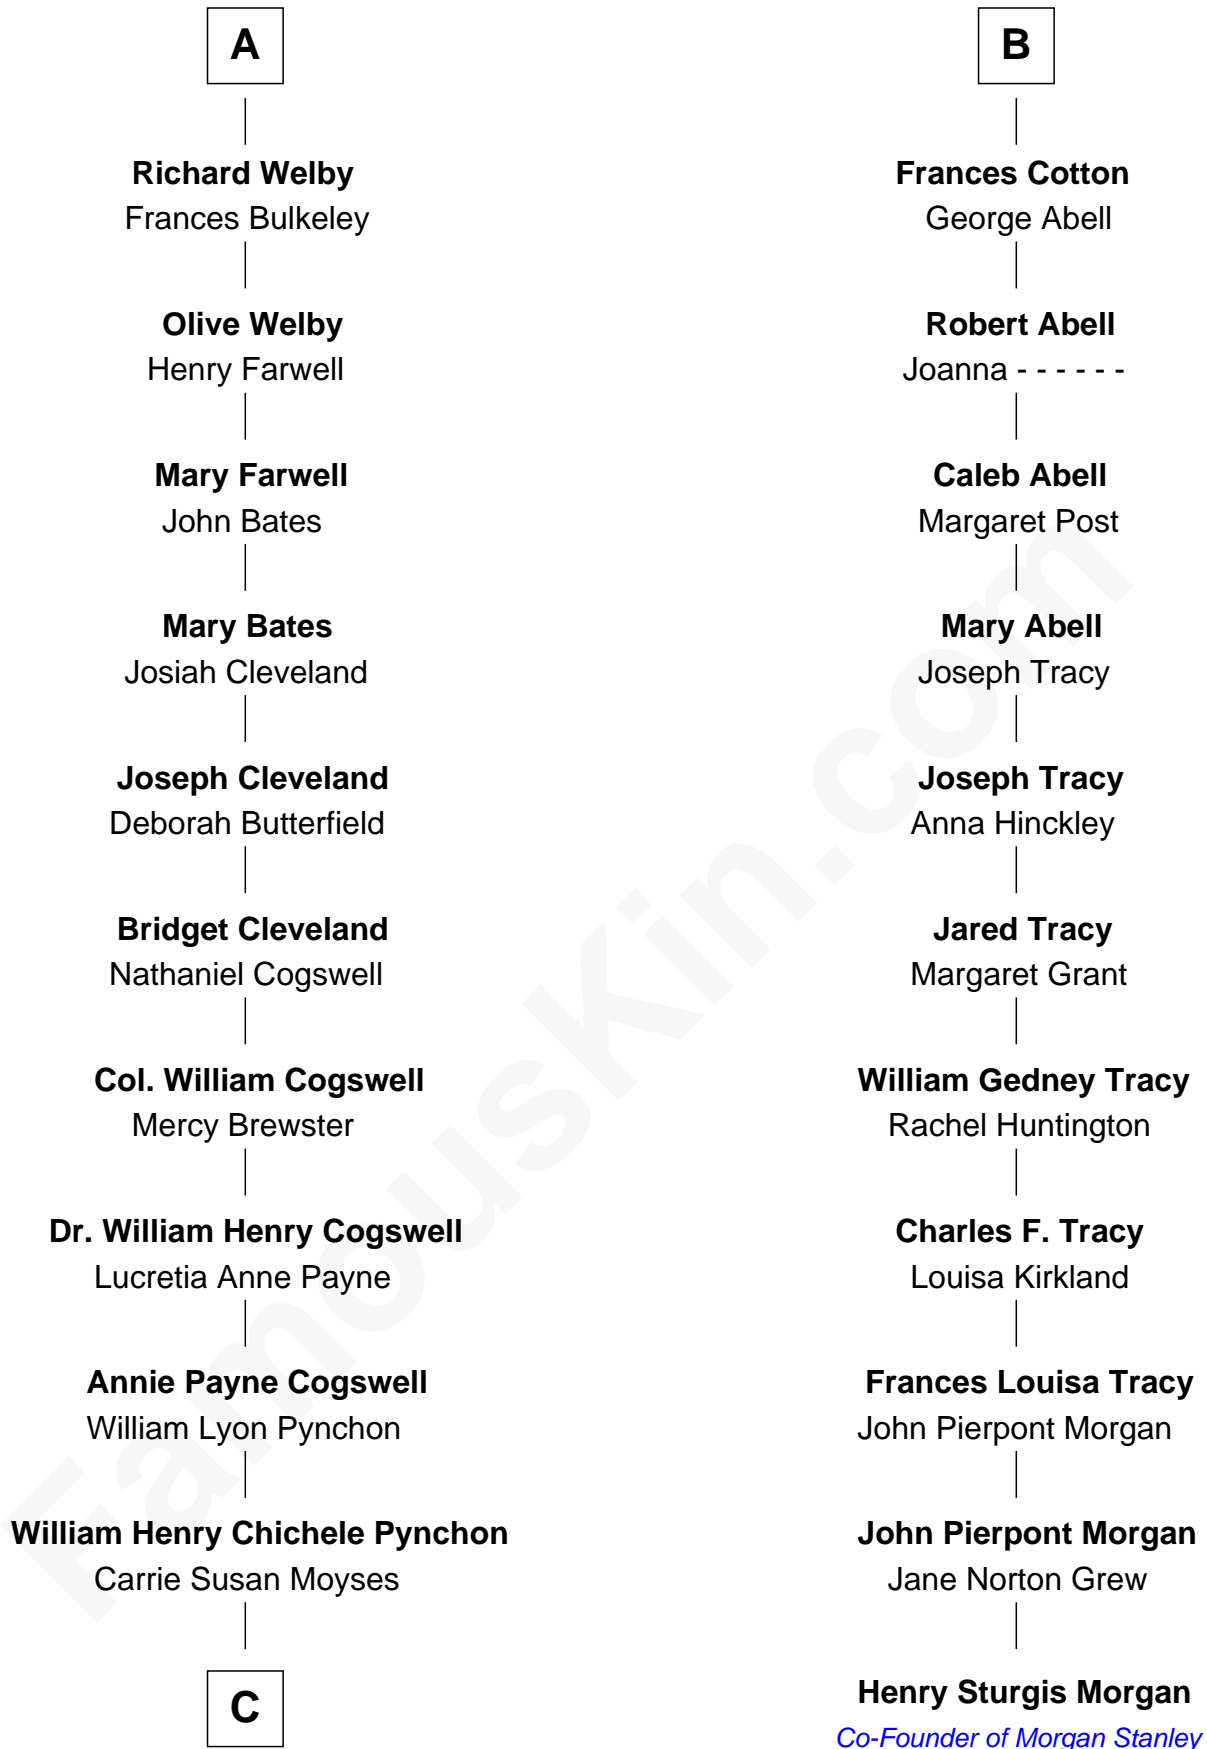 A
Richard Welby
Frances Bulkeley
Olive Welby
Henry Farwell
Mary Farwell
John Bates
Mary Bates
Josiah Cleveland
Joseph Cleveland
Deborah Butterfield
Bridget Cleveland
Nathaniel Cogswell
Col. William Cogswell
Mercy Brewster
Dr. William Henry Cogswell
Lucretia Anne Payne
Annie Payne Cogswell
William Lyon Pynchon
William Henry Chichele Pynchon
Carrie Susan Moyses
C
B
Frances Cotton
George Abell
Robert Abell
Joanna - - - - - -
Caleb Abell
Margaret Post
Mary Abell
Joseph Tracy
Joseph Tracy
Anna Hinckley
Jared Tracy
Margaret Grant
William Gedney Tracy
Rachel Huntington
Charles F. Tracy
Louisa Kirkland
Frances Louisa Tracy
John Pierpont Morgan
John Pierpont Morgan
Jane Norton Grew
Henry Sturgis Morgan
Co-Founder of Morgan Stanley
FamousKin.com